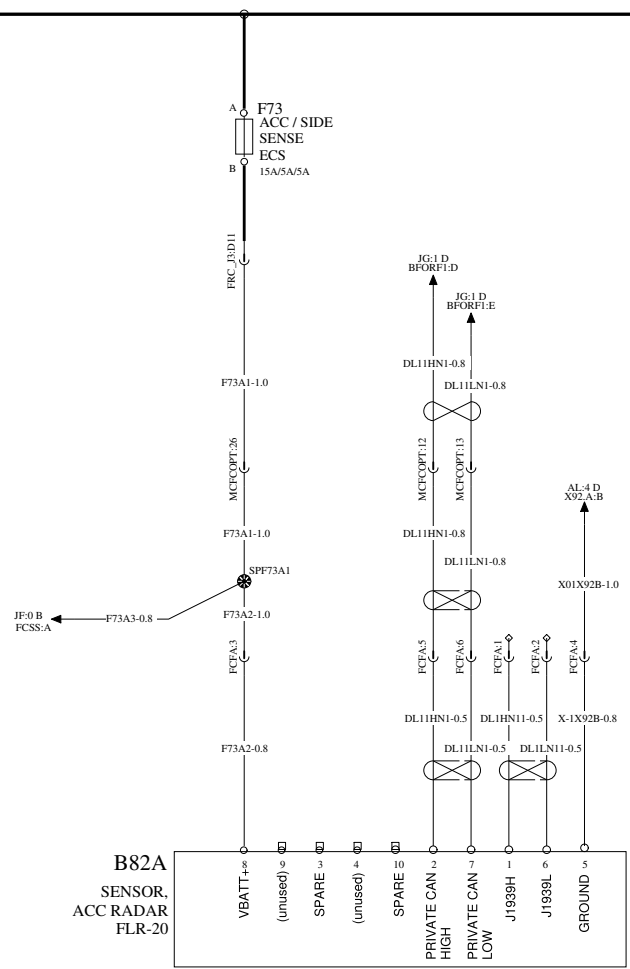 A
F73
ACC / SIDE
SENSE
ECS
B
15A/5A/5A
FRC_J3:D11
JG:1 D
BFORF1:D
JG:1 D
BFORF1:E
DL11HN1-0.8
F73A1-1.0
DL11LN1-0.8
MCFCOPT:26
MCFCOPT:12
MCFCOPT:13
AL:4 D
X92.A:B
F73A1-1.0
DL11HN1-0.8
DL11LN1-0.8
SPF73A1
X01X92B-1.0
JF:0 B
FCSS:A
F73A3-0.8
F73A2-1.0
FCFA:3
FCFA:5
FCFA:6
FCFA:1
FCFA:2
FCFA:4
DL11HN1-0.5
DL1HN11-0.5
X-1X92B-0.8
F73A2-0.8
DL11LN1-0.5
DL1LN11-0.5
B82A
SENSOR,
ACC RADAR
FLR-20
8
9
3
4
10
2
7
1
6
5
VBATT+
(unused)
SPARE
(unused)
SPARE
PRIVATE CAN
HIGH
PRIVATE CAN
LOW
J1939H
J1939L
GROUND